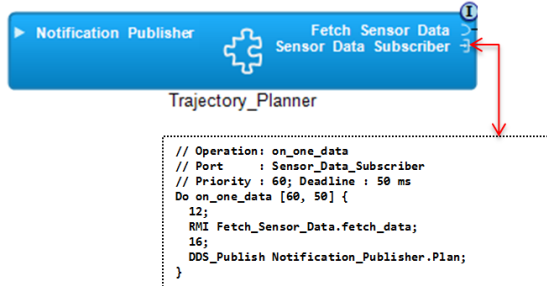 I
Notification Publisher
Fetch Sensor Data
Sensor Data Subscriber
Trajectory_Planner
// Operation: on_one_data
// Port     : Sensor_Data_Subscriber
// Priority : 60; Deadline : 50 ms
Do on_one_data [60, 50] {
  12;
  RMI Fetch_Sensor_Data.fetch_data;
  16;
  DDS_Publish Notification_Publisher.Plan;
}